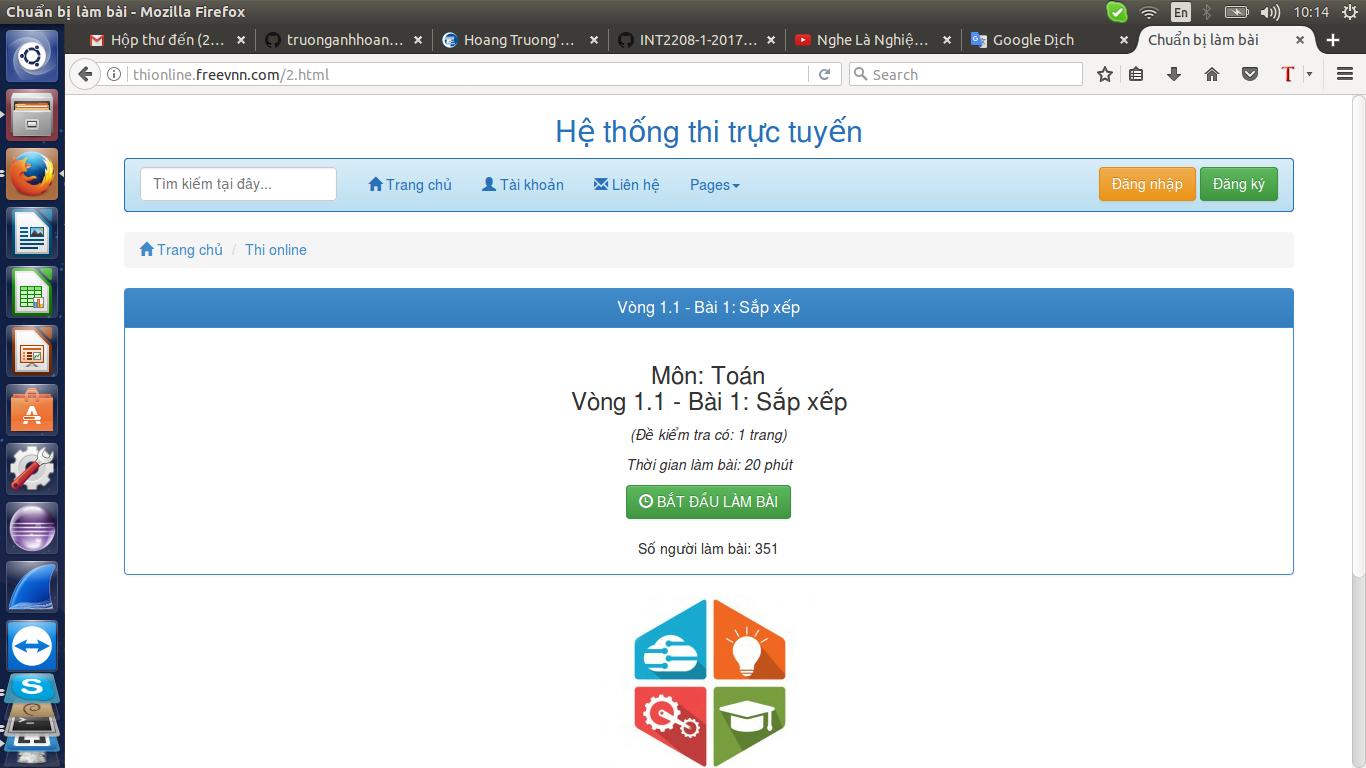 Chuẩn bị làm bài - Mozilla Firefox
En
10:14
Hộp thư đến (2...
truonganhhoan...
Hoang Truong'...
INT2208-1-2017...
Nghe Là Nghiệ...
Google Dịch
Chuẩn bị làm bài
thionline.freevnn.com/2.html
Search
Hệ thống thi trực tuyến
Tìm kiếm tại đây...
Trang chủ
Tài khoản
Liên hệ
Pages
Đăng nhập
Đăng ký
Trang chủ / Thi online
Vòng 1.1 - Bài 1: Sắp xếp
Môn: Toán
Vòng 1.1 - Bài 1: Sắp xếp
(Đề kiểm tra có: 1 trang)
Thời gian làm bài: 20 phút
BẮT ĐẦU LÀM BÀI
Số người làm bài: 351